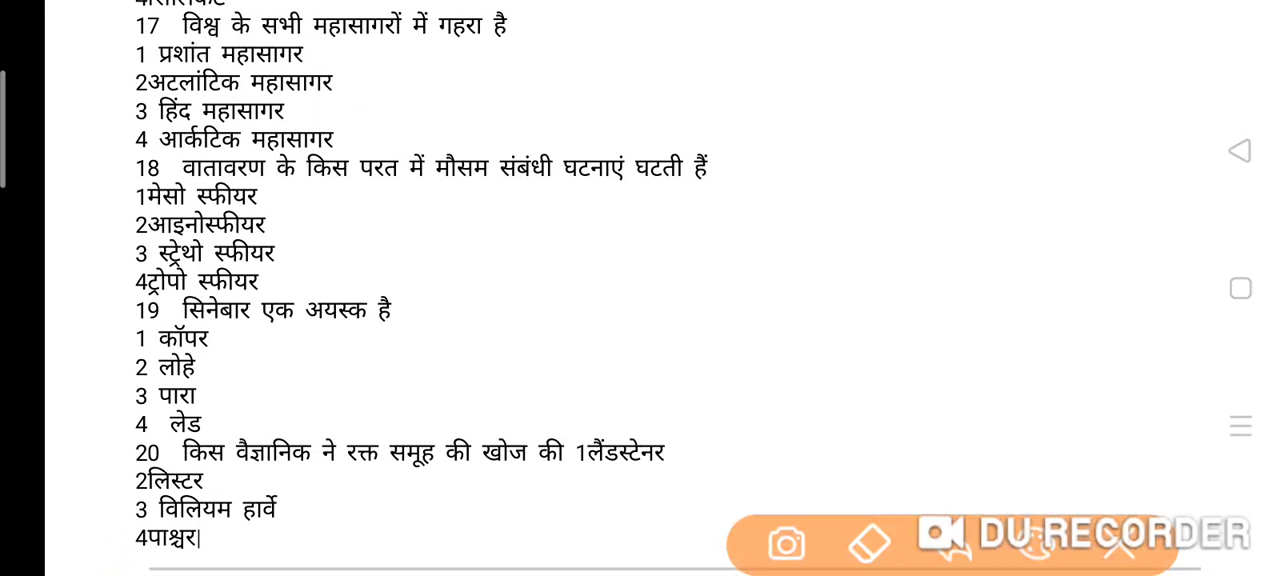 17 विश्व के सभी महासागरों में गहरा है
1 प्रशांत महासागर
2अटलांटिक महासागर
3 हिंद महासागर
4 आर्कटिक महासागर
18 वातावरण के किस परत में मौसम संबंधी घटनाएं घटती हैं
1मेसो स्फीयर
2आइनोस्फीयर
3 स्ट्रेथो स्फीयर
4ट्रोपो स्फीयर
19 सिनेबार एक अयस्क है
1 कॉपर
2 लोहे
3 पारा
4 लेड
20 किस वैज्ञानिक ने रक्त समूह की खोज की 1लैंडस्टेनर
2लिस्टर
3 विलियम हार्वे
4पाश्चर
DU RECORDER